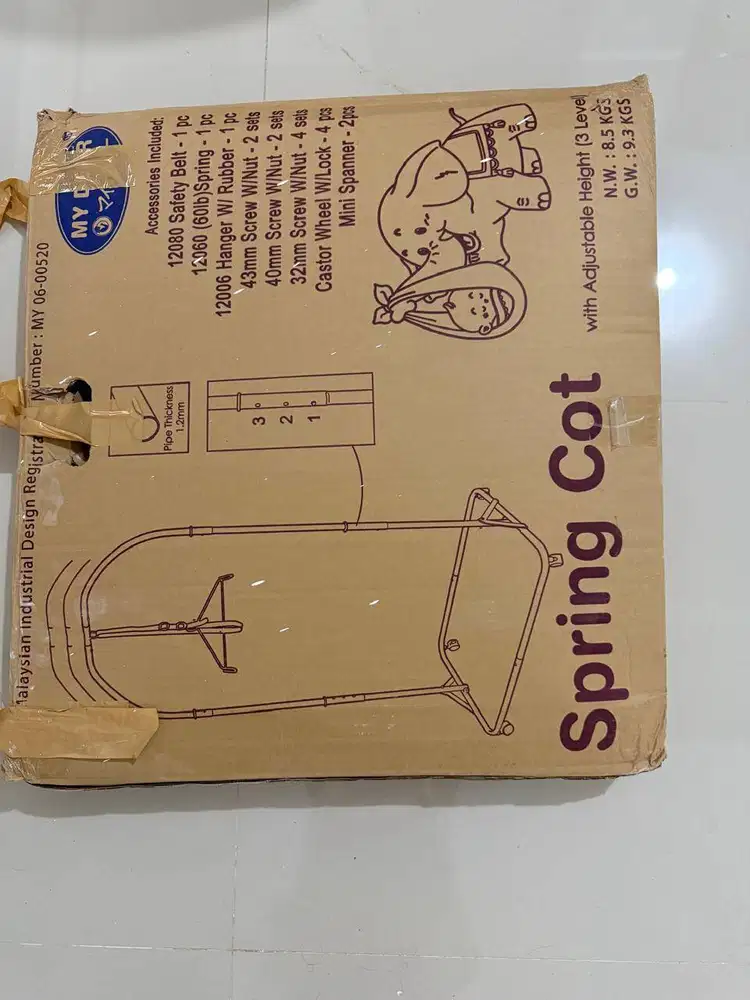 Malaysian Industrial Design Registra Number : MY 06-00520
MY D R
マイ
Accessories Included:
12080 Safety Belt - 1 pc
12060 (60lb)Spring - 1 pc
12006 Hanger W/ Rubber - 1 pc
43mm Screw W/Nut - 2 sets
40mm Screw W/Nut - 2 sets
32mm Screw W/Nut - 4 sets
Castor Wheel W/Lock - 4 pcs
Mini Spanner - 2pcs
Pipe Thickness
1.2mm
3
2
1
Spring Cot
with Adjustable Height (3 Level)
N.W. : 8.5 KGS
G.W. : 9.3 KGS